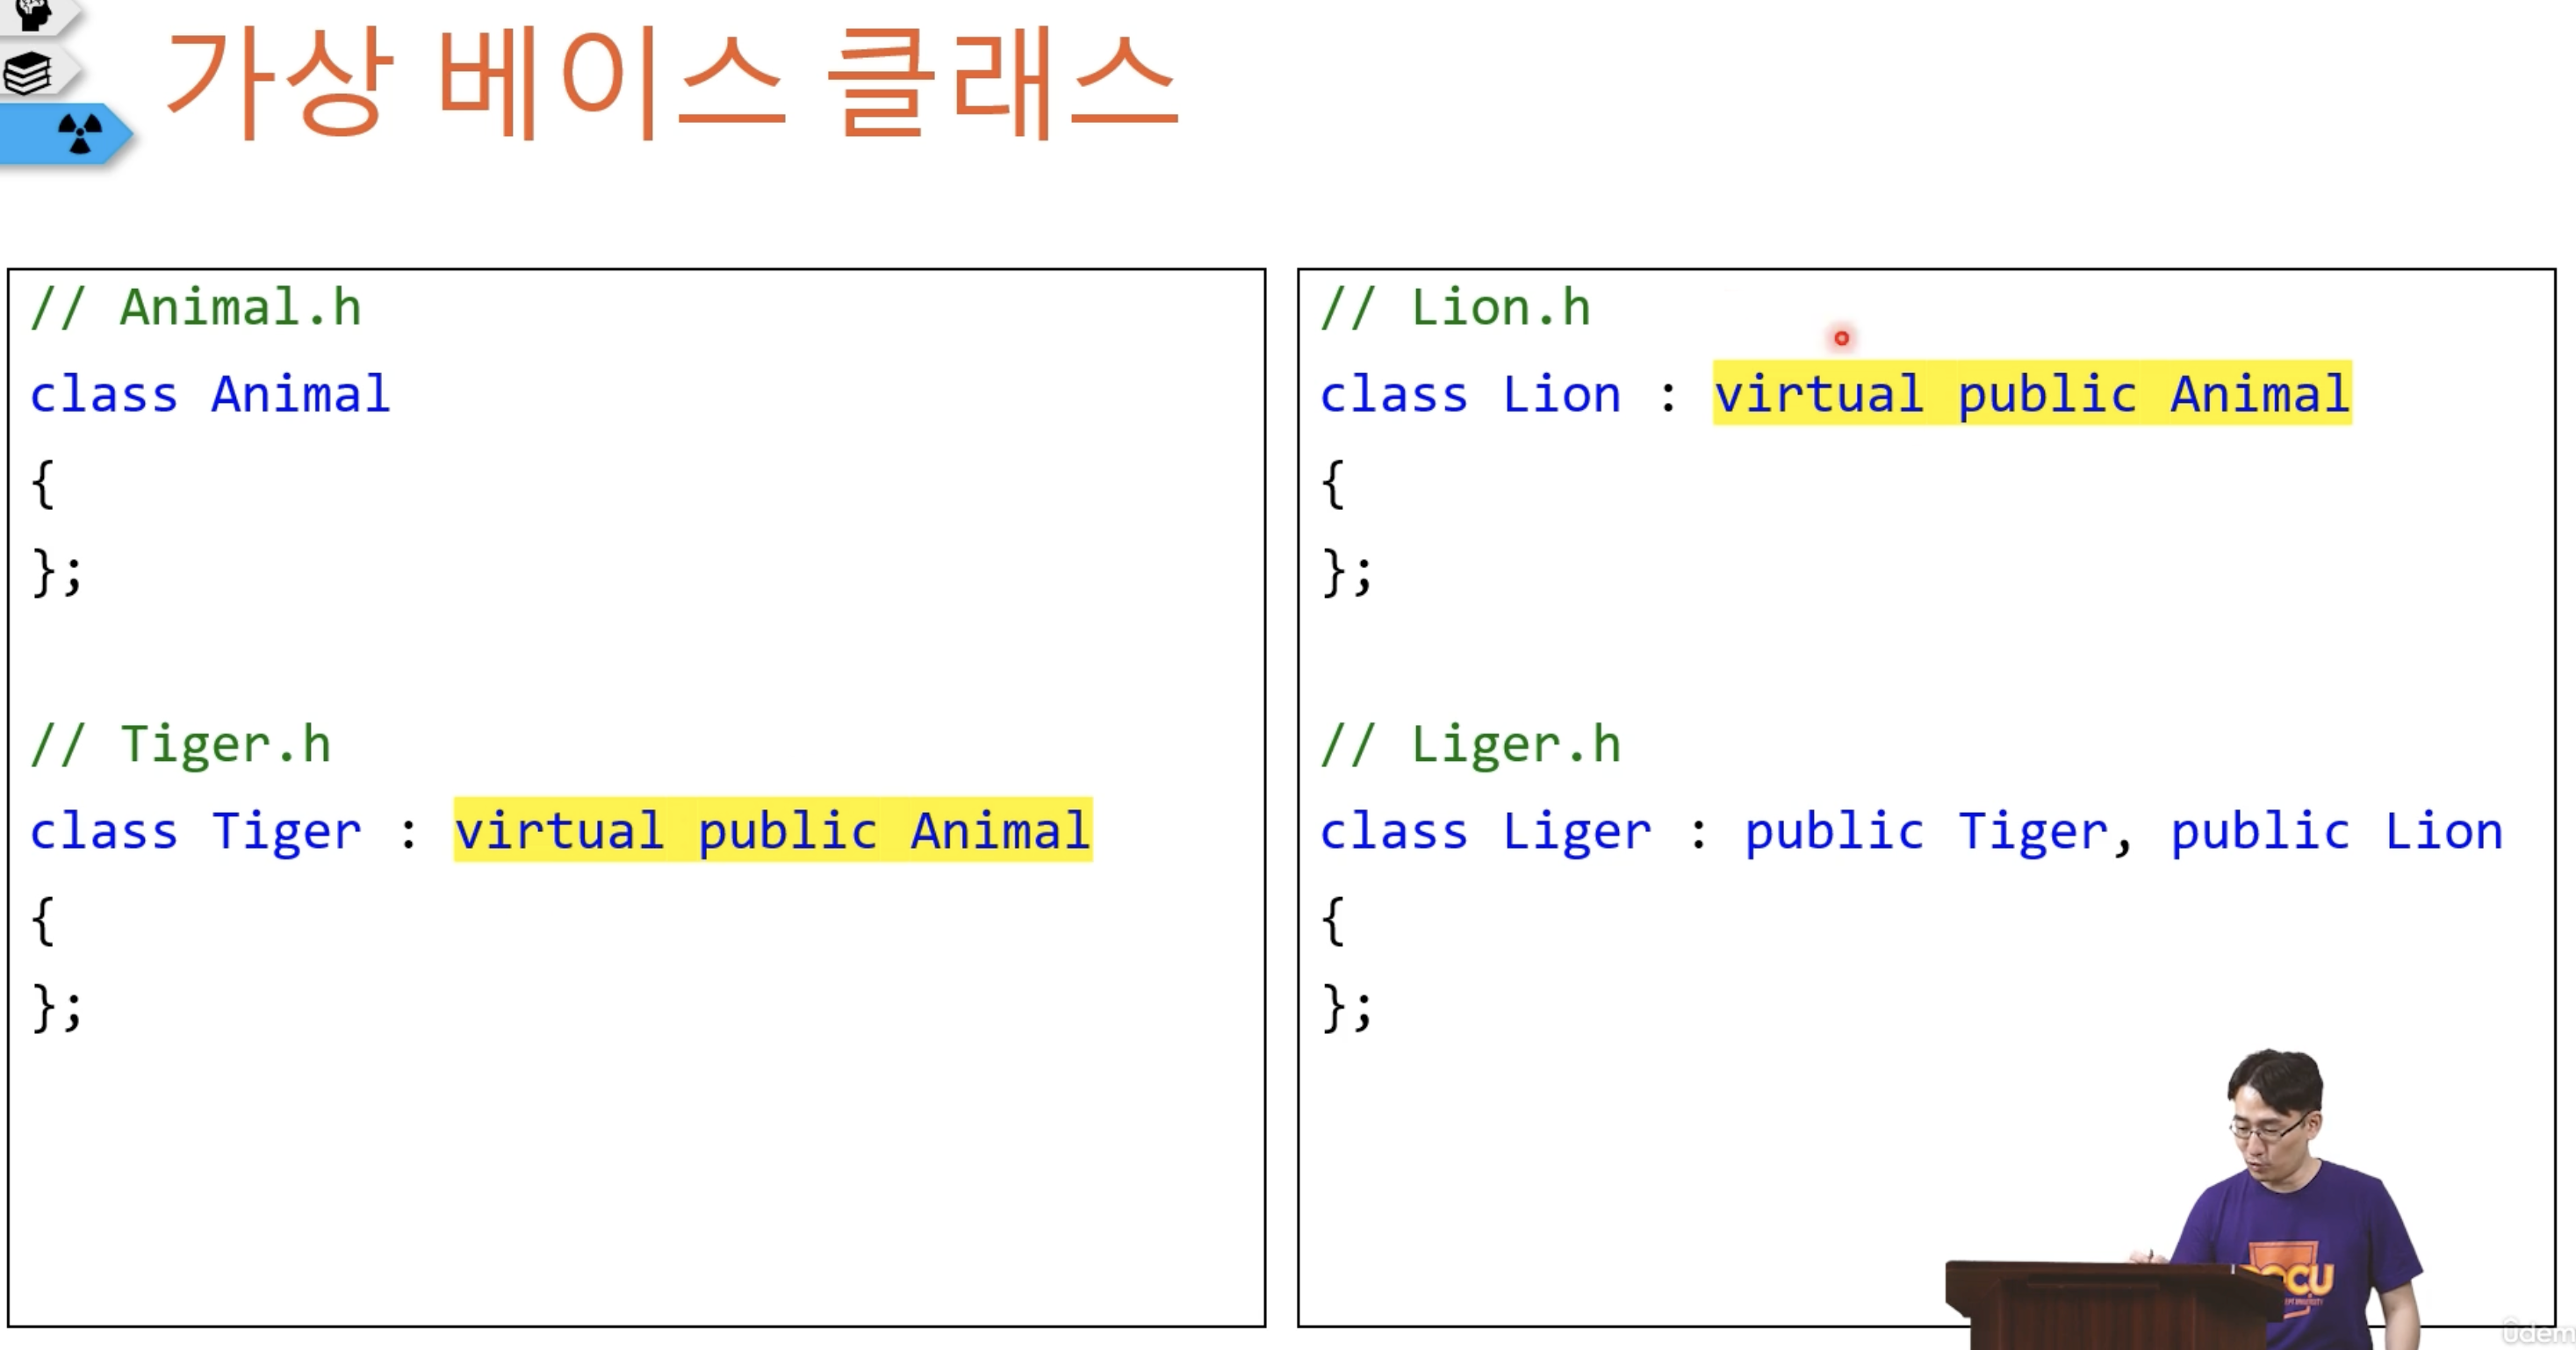 가상 베이스 클래스
// Animal.h
class Animal
{
};
// Tiger.h
class Tiger : virtual public Animal
{
};
// Lion.h
class Lion : virtual public Animal
{
};
// Liger.h
class Liger : public Tiger, public Lion
{
};